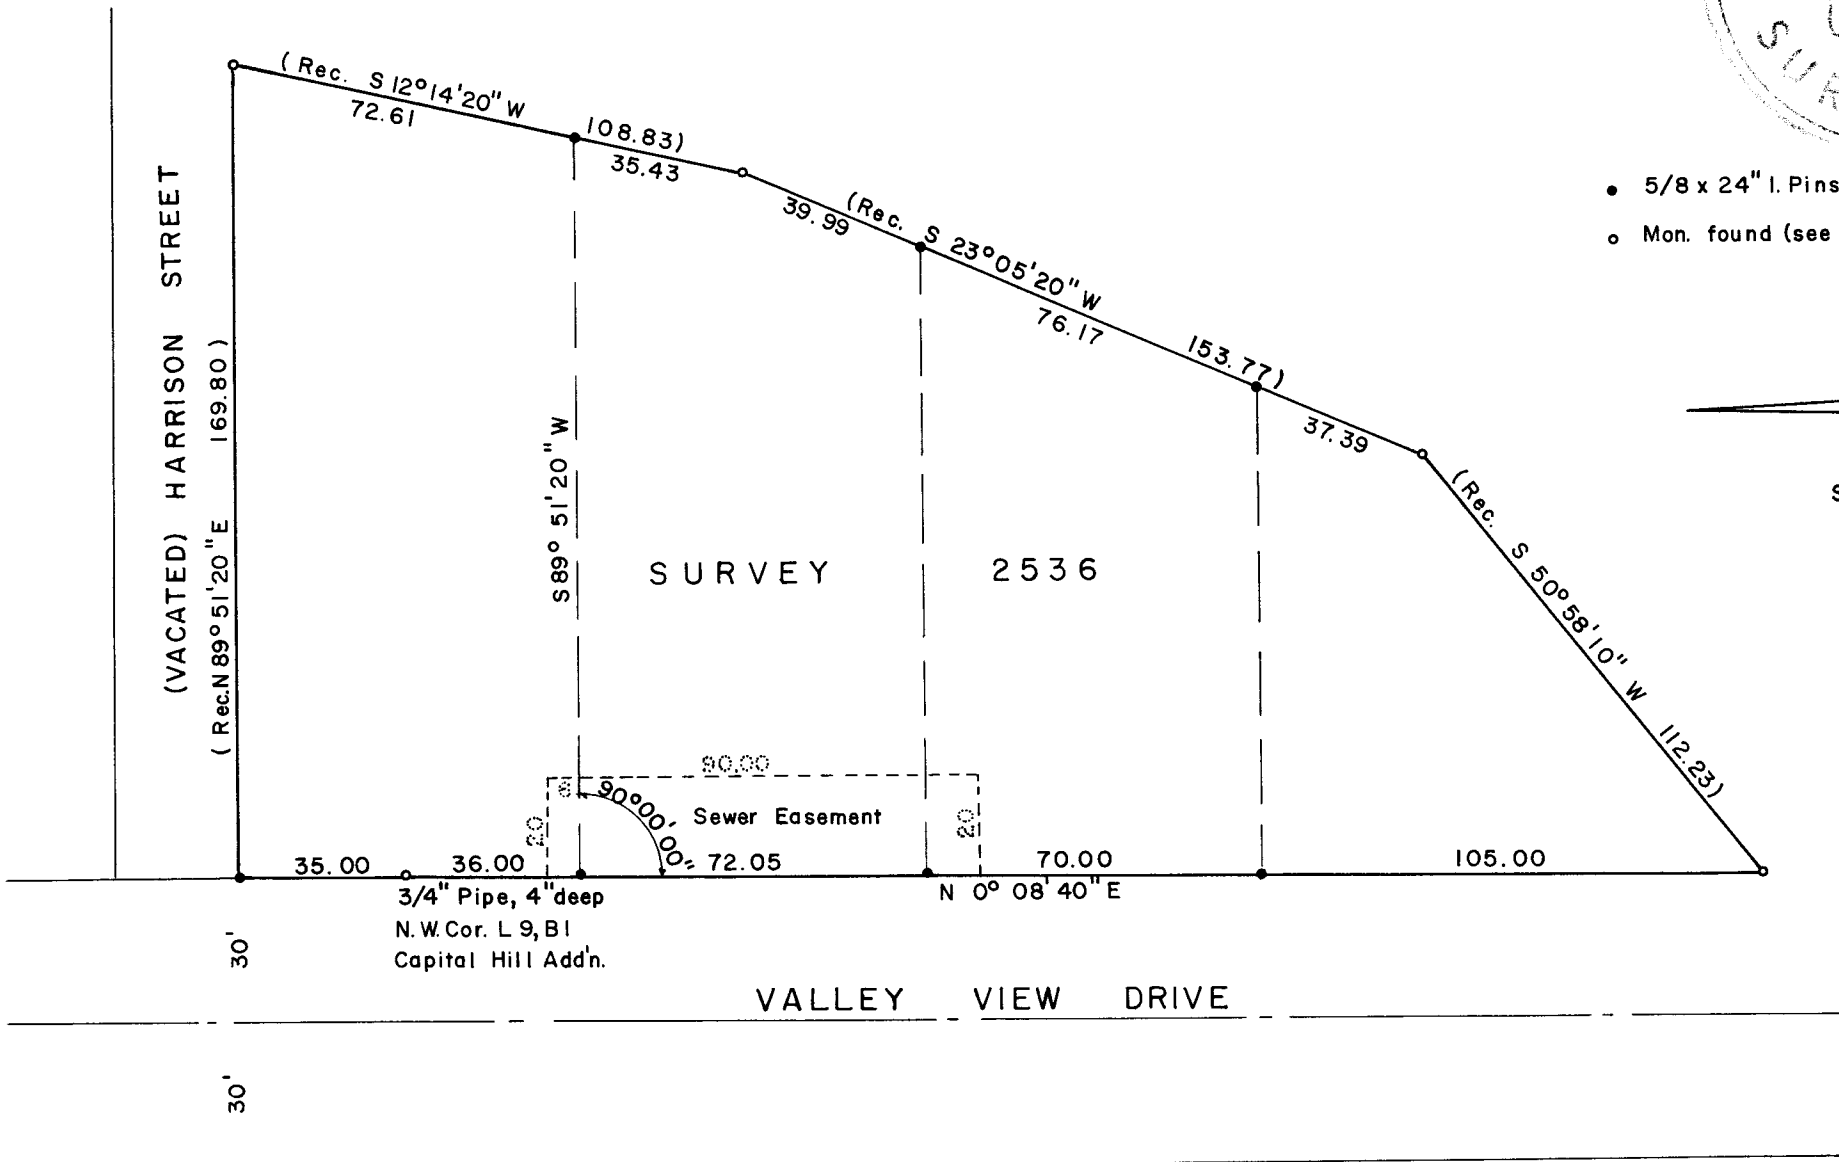 SUR
(Rec. S 12°14'20" W 108.83)
72.61
35.43
(Rec. S 23°05'20" W 153.77)
39.99
76.17
37.39
5/8 x 24" I. Pins
Mon. found (see
(VACATED) HARRISON STREET
(Rec. N 89° 51'20" E 169.80)
S 89° 51' 20" W
S
(Rec. S 50° 58' 10" W 112.23)
SURVEY 2536
90.00
6
90°00'00"
Sewer Easement
20
20
35.00
36.00
72.05
70.00
105.00
3/4" Pipe, 4" deep
N 0° 08' 40" E
N.W. Cor. L 9, B1
Capital Hill Add'n.
30'
VALLEY VIEW DRIVE
30'